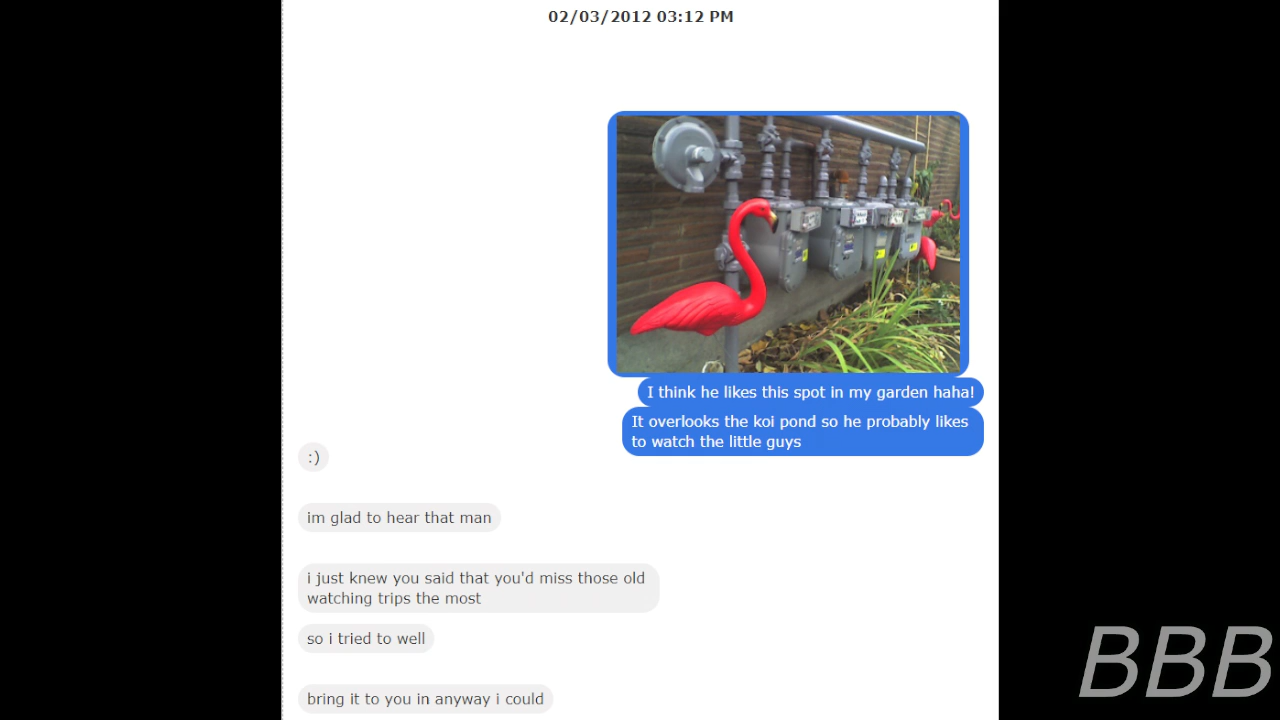 02/03/2012 03:12 PM
I think he likes this spot in my garden haha!
It overlooks the koi pond so he probably likes
to watch the little guys
:)
im glad to hear that man
i just knew you said that you'd miss those old
watching trips the most
so i tried to well
bring it to you in anyway i could
BBB